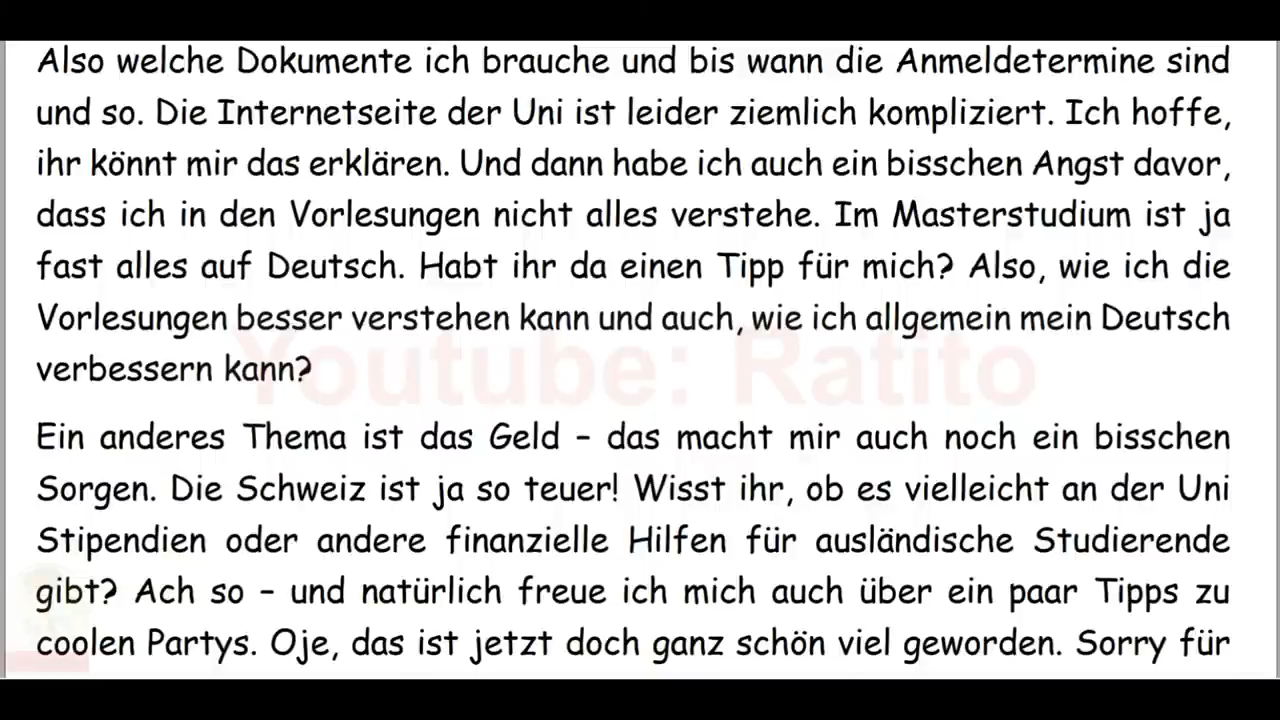 Also welche Dokumente ich brauche und bis wann die Anmeldetermine sind
und so. Die Internetseite der Uni ist leider ziemlich kompliziert. Ich hoffe,
ihr könnt mir das erklären. Und dann habe ich auch ein bisschen Angst davor,
dass ich in den Vorlesungen nicht alles verstehe. Im Masterstudium ist ja
fast alles auf Deutsch. Habt ihr da einen Tipp für mich? Also, wie ich die
Vorlesungen besser verstehen kann und auch, wie ich allgemein mein Deutsch
verbessern kann?
Youtube: Ratito
Ein anderes Thema ist das Geld – das macht mir auch noch ein bisschen
Sorgen. Die Schweiz ist ja so teuer! Wisst ihr, ob es vielleicht an der Uni
Stipendien oder andere finanzielle Hilfen für ausländische Studierende
gibt? Ach so – und natürlich freue ich mich auch über ein paar Tipps zu
coolen Partys. Oje, das ist jetzt doch ganz schön viel geworden. Sorry für